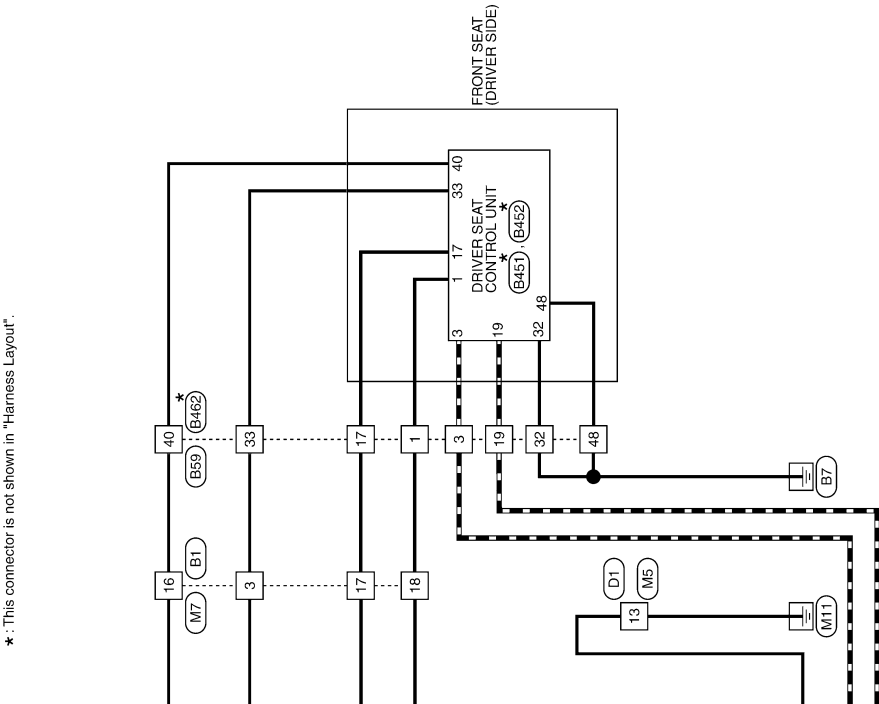 * : This connector is not shown in "Harness Layout".
FRONT SEAT
(DRIVER SIDE)
40
33
17
1
DRIVER SEAT
CONTROL UNIT
*
*
B451 , B452
3
19
32
48
*
B59
B462
40
33
17
1
3
19
32
48
B7
M7
B1
16
3
17
18
D1
M5
13
M11